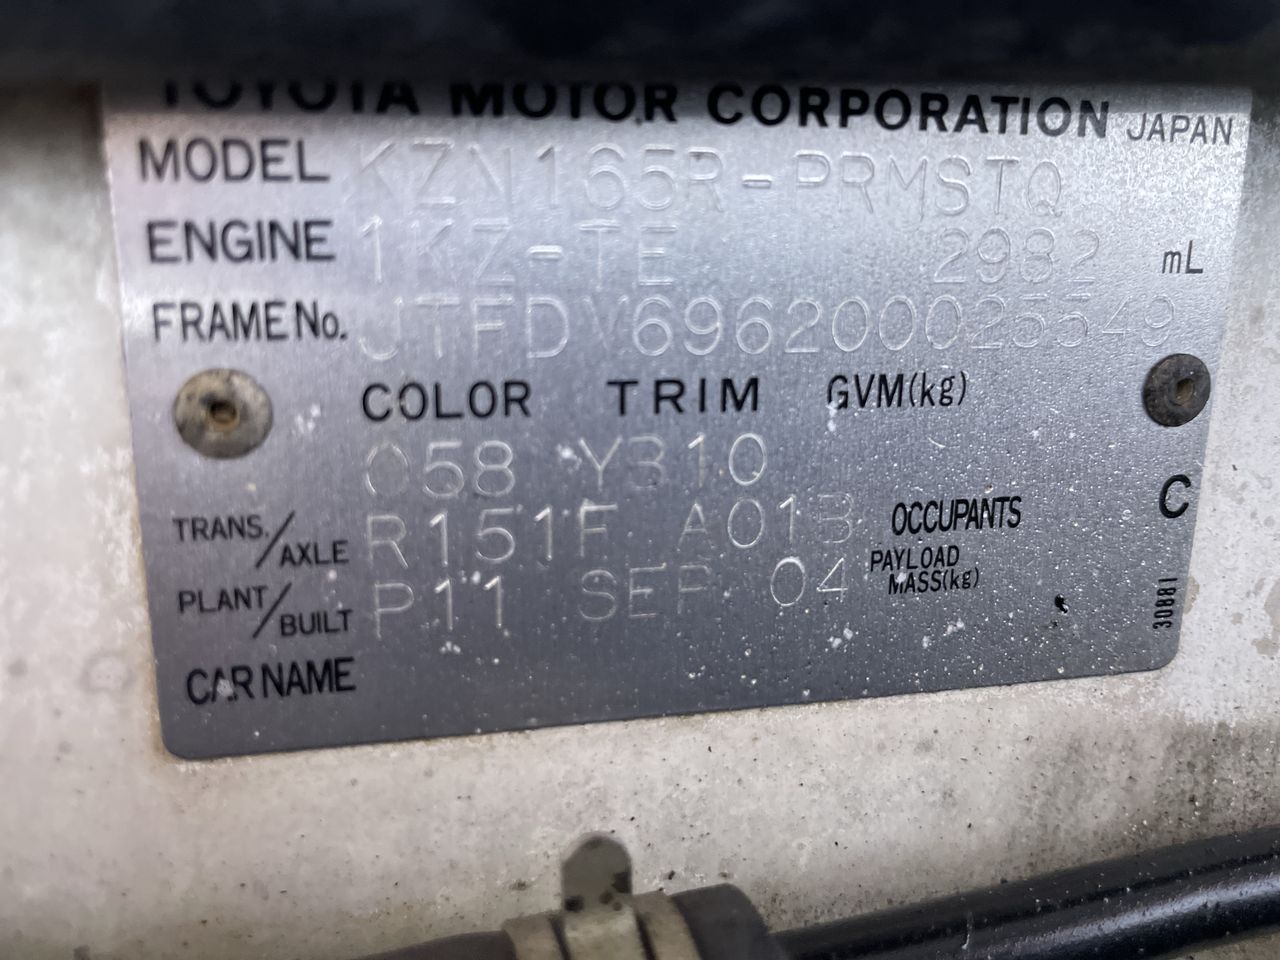 TOYOTA MOTOR CORPORATION JAPAN
MODEL KZN165R-PRMSTQ
ENGINE 1KZ-TE 2982 mL
FRAME No. JTFDV696200025549
COLOR TRIM GVM(kg)
058 Y310
TRANS./AXLE R151F A01B OCCUPANTS C
PLANT/BUILT P11 SEP. 04 PAYLOAD MASS(kg)
CAR NAME
30881